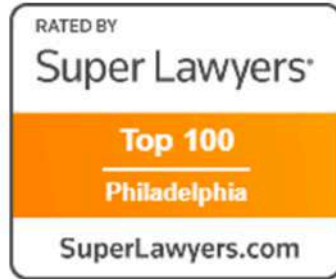 RATED BY
Super Lawyers®
Top 100
Philadelphia
SuperLawyers.com